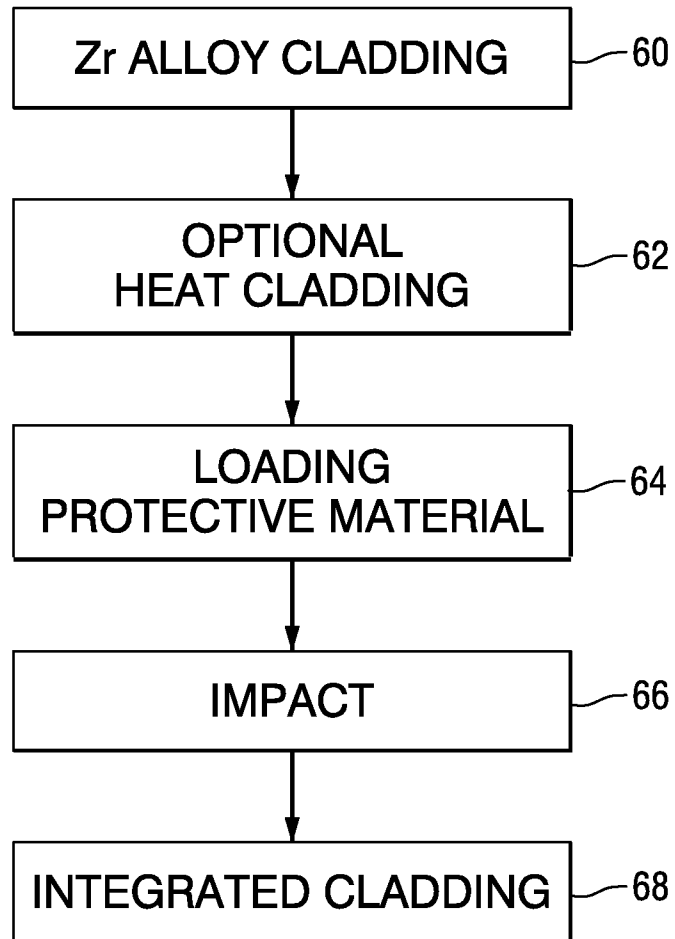 Zr ALLOY CLADDING
60
OPTIONAL
HEAT CLADDING
62
LOADING
PROTECTIVE MATERIAL
64
IMPACT
66
INTEGRATED CLADDING
68